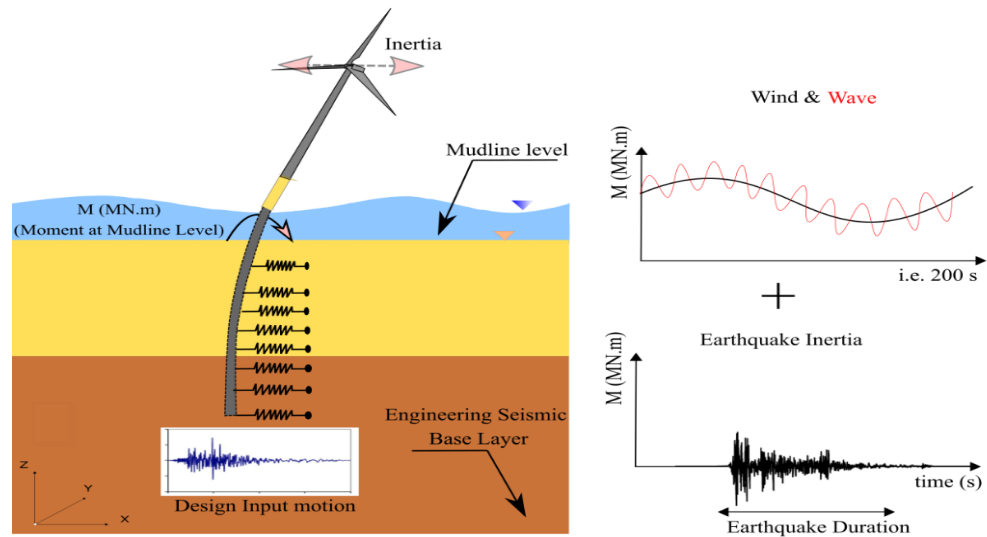 Inertia
Mudline level
M (MN.m)
(Moment at Mudline Level)
Engineering Seismic
Base Layer
Design Input motion
Z
Y
X
Wind & Wave
M (MN.m)
i.e. 200 s
+
Earthquake Inertia
M (MN.m)
time (s)
Earthquake Duration